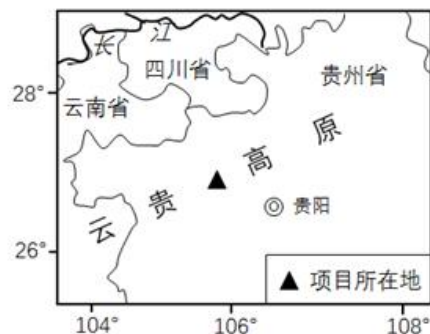 长 江
四川省
贵州省
28°
云南省
云 贵 高 原
贵阳
26°
▲ 项目所在地
104° 106° 108°